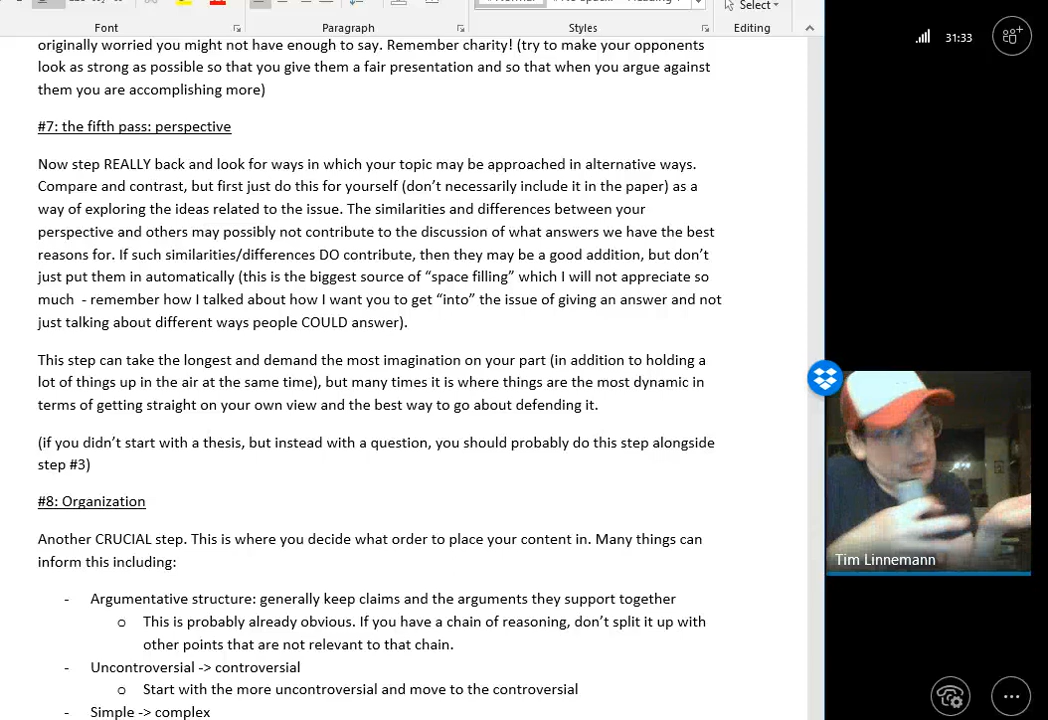 Select
Font
Paragraph
Styles
Editing
31:33
originally worried you might not have enough to say. Remember charity! (try to make your opponents
look as strong as possible so that you give them a fair presentation and so that when you argue against
them you are accomplishing more)
#7: the fifth pass: perspective
Now step REALLY back and look for ways in which your topic may be approached in alternative ways.
Compare and contrast, but first just do this for yourself (don’t necessarily include it in the paper) as a
way of exploring the ideas related to the issue. The similarities and differences between your
perspective and others may possibly not contribute to the discussion of what answers we have the best
reasons for. If such similarities/differences DO contribute, then they may be a good addition, but don’t
just put them in automatically (this is the biggest source of “space filling” which I will not appreciate so
much - remember how I talked about how I want you to get “into” the issue of giving an answer and not
just talking about different ways people COULD answer).
This step can take the longest and demand the most imagination on your part (in addition to holding a
lot of things up in the air at the same time), but many times it is where things are the most dynamic in
terms of getting straight on your own view and the best way to go about defending it.
(if you didn’t start with a thesis, but instead with a question, you should probably do this step alongside
step #3)
#8: Organization
Another CRUCIAL step. This is where you decide what order to place your content in. Many things can
inform this including:
- Argumentative structure: generally keep claims and the arguments they support together
o This is probably already obvious. If you have a chain of reasoning, don’t split it up with
other points that are not relevant to that chain.
- Uncontroversial -> controversial
o Start with the more uncontroversial and move to the controversial
- Simple -> complex
Tim Linnemann